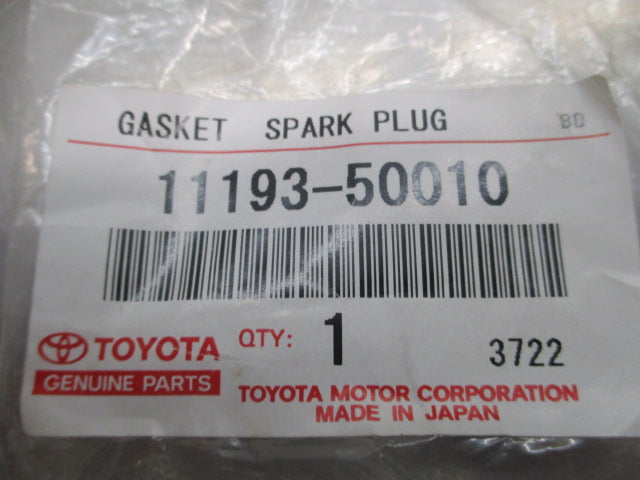 GASKET SPARK PLUG BD
11193-50010
TOYOTA QTY: 1 3722
GENUINE PARTS
TOYOTA MOTOR CORPORATION
MADE IN JAPAN